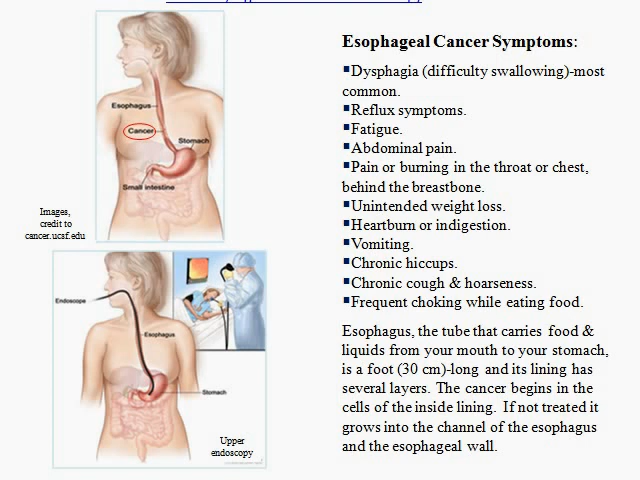 Esophageal Cancer Symptoms:
▪Dysphagia (difficulty swallowing)-most
common.
▪Reflux symptoms.
▪Fatigue.
▪Abdominal pain.
▪Pain or burning in the throat or chest,
behind the breastbone.
▪Unintended weight loss.
▪Heartburn or indigestion.
▪Vomiting.
▪Chronic hiccups.
▪Chronic cough & hoarseness.
▪Frequent choking while eating food.
Esophagus, the tube that carries food &
liquids from your mouth to your stomach,
is a foot (30 cm)-long and its lining has
several layers. The cancer begins in the
cells of the inside lining. If not treated it
grows into the channel of the esophagus
and the esophageal wall.
Esophagus
Cancer
Stomach
Small intestine
Images,
credit to
cancer.ucsf.edu
Endoscope
Esophagus
Stomach
Upper
endoscopy